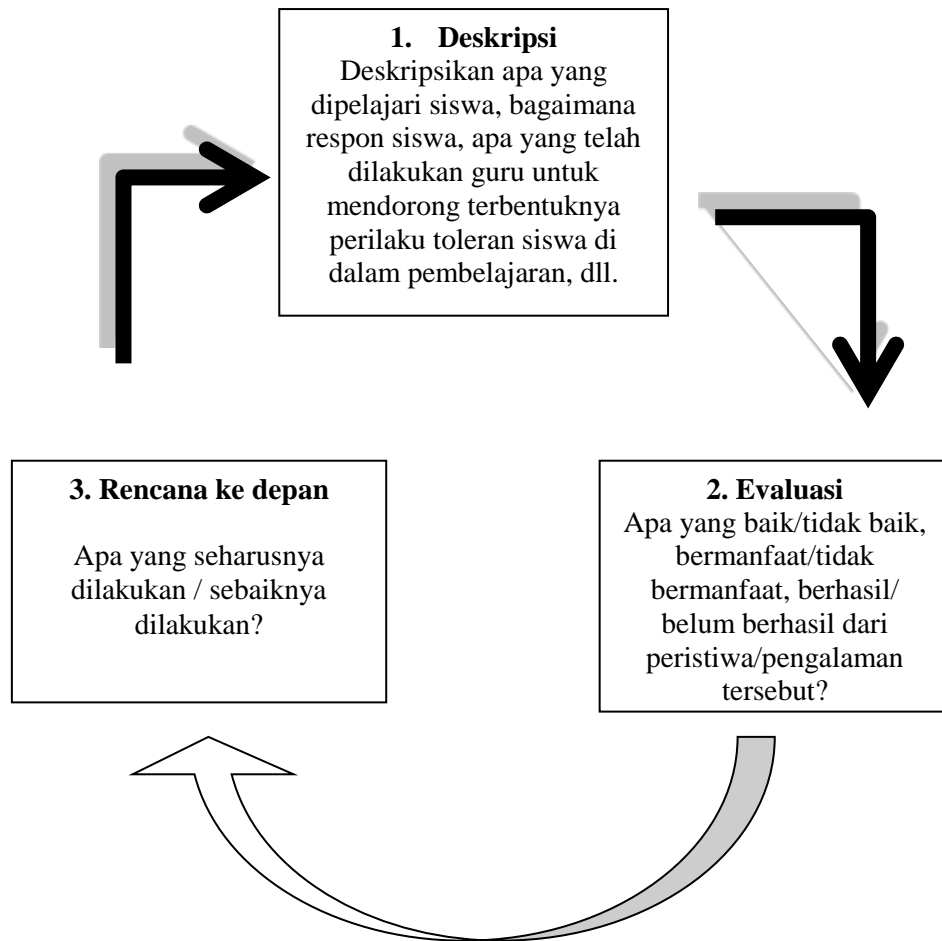 1. Deskripsi
Deskripsikan apa yang
dipelajari siswa, bagaimana
respon siswa, apa yang telah
dilakukan guru untuk
mendorong terbentuknya
perilaku toleran siswa di
dalam pembelajaran, dll.
2. Evaluasi
Apa yang baik/tidak baik,
bermanfaat/tidak
bermanfaat, berhasil/
belum berhasil dari
peristiwa/pengalaman
tersebut?
3. Rencana ke depan
Apa yang seharusnya
dilakukan / sebaiknya
dilakukan?